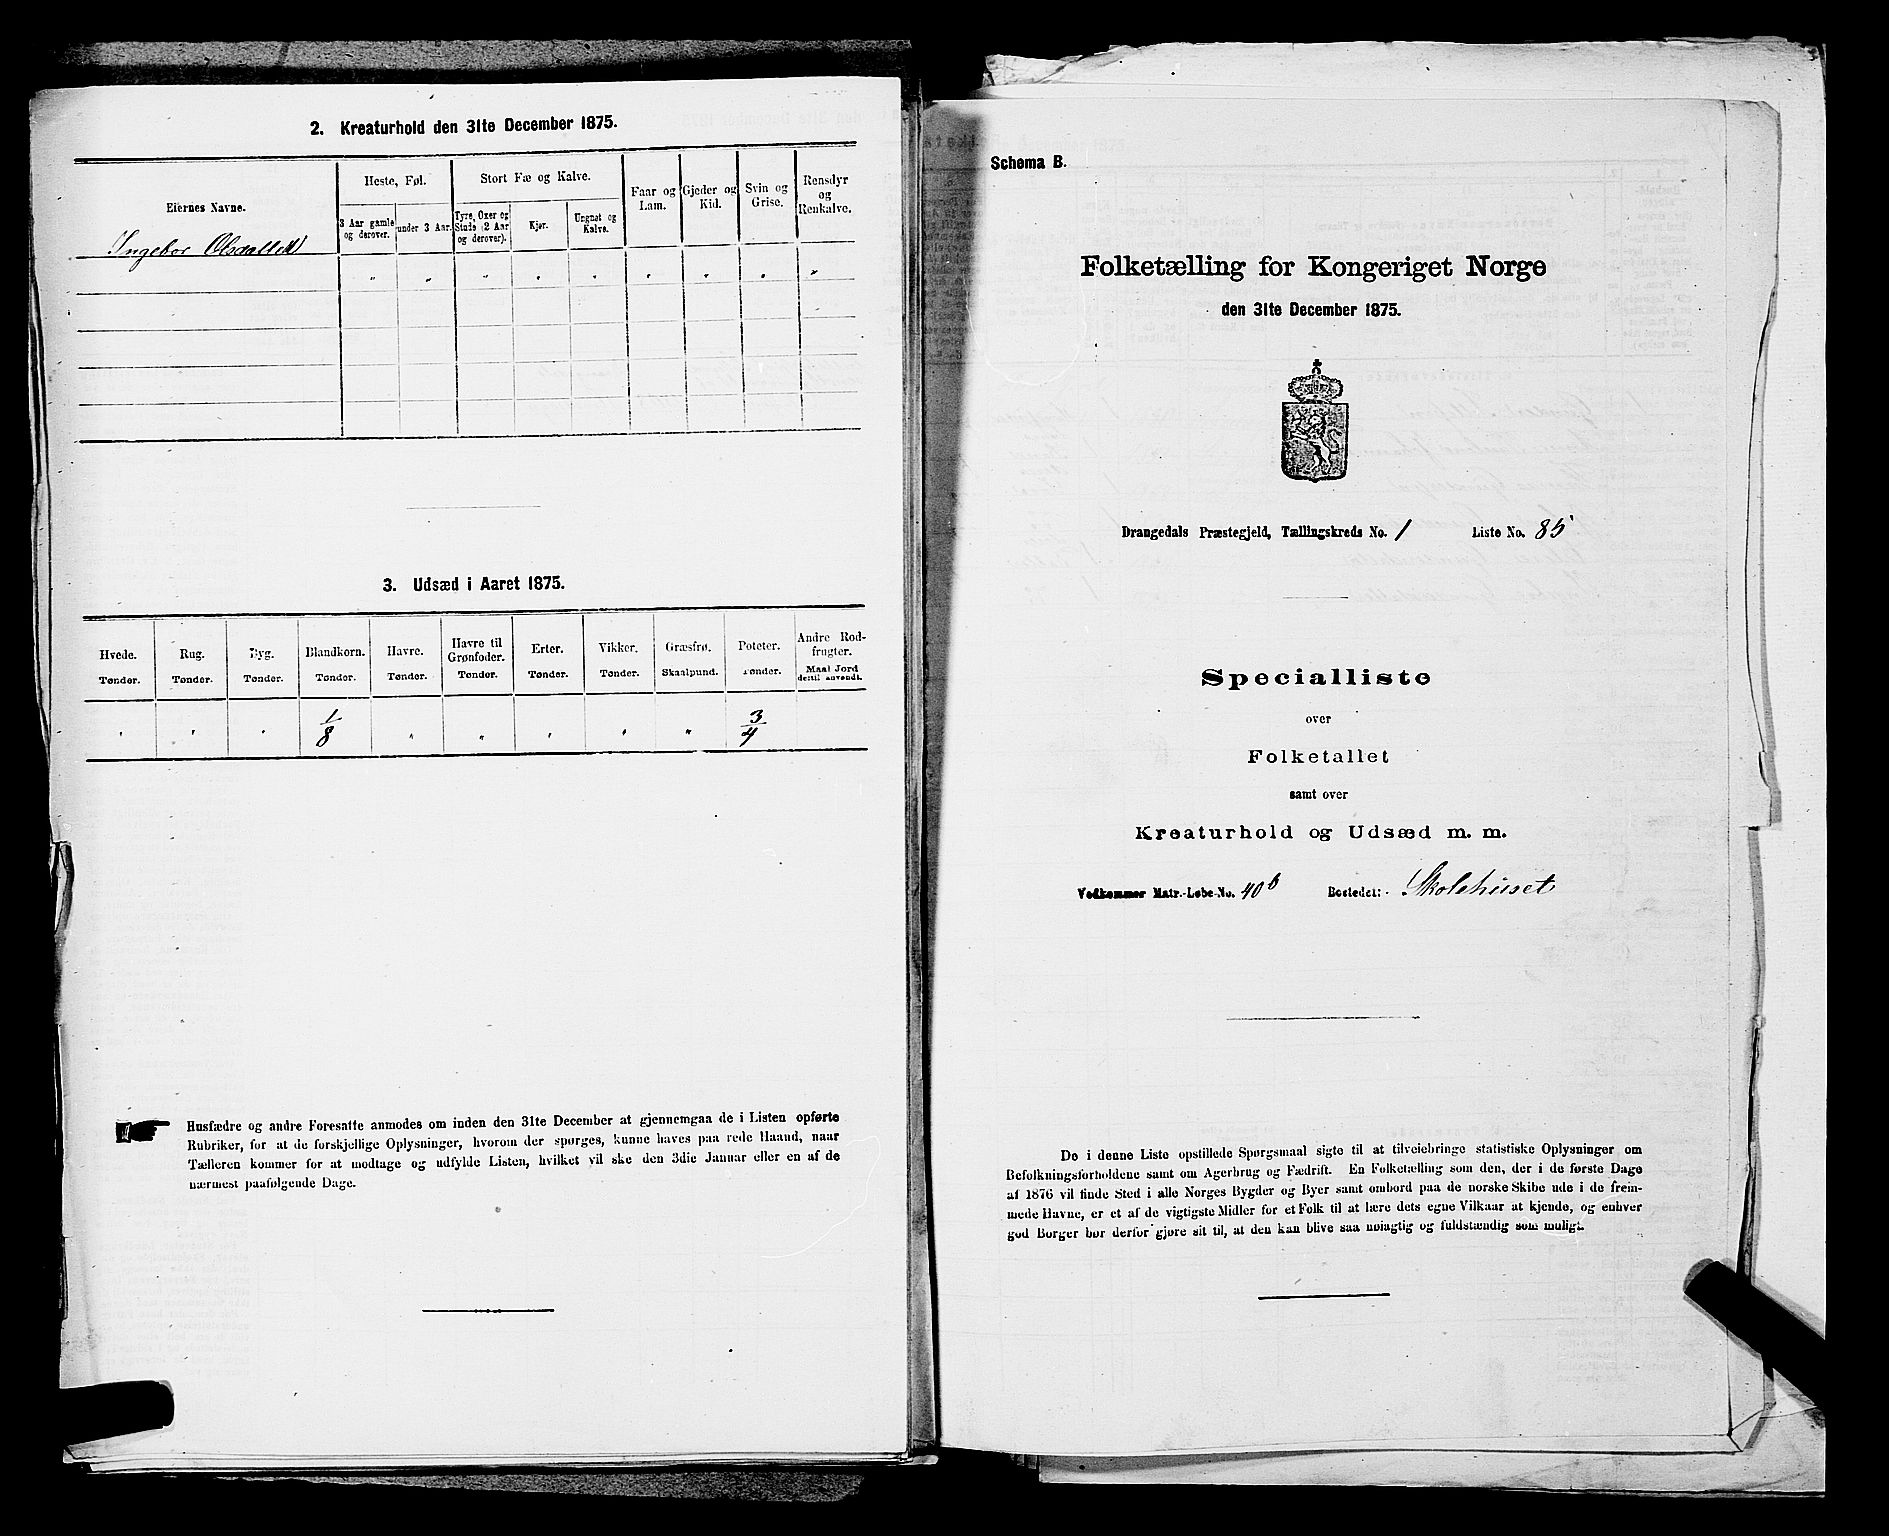 2. Kreaturhold den 31te December 1875.
Eiernes Navne.
Heste, Føl.
Stort Fæ og Kalve.
Faar og Lam.
Gjeder og Kid.
Svin og Grise.
Rensdyr og Renkalve.
3 Aar gamle og derover.
under 3 Aar.
Tyre, Oxer og Stude (2 Aar og derover).
Kjør.
Ungnøt og Kalve.
Ingebor
" " " " " " " " "
3. Udsæd i Aaret 1875.
Hvede. Rug. Byg. Blandkorn. Havre. Havre til Grønfoder. Erter. Vikker. Græsfrø. Poteter. Andre Rodfrugter.
Tønder. Tønder. Tønder. Tønder. Tønder. Tønder. Tønder. Tønder. Skaalpund. Tønder. Maal Jord dertil anvendt.
" " " 1/8 " " " " " 3/4
Husfædre og andre Foresatte anmodes om inden den 31te December at gjennemgaa de i Listen opførte
Rubriker, for at de forskjellige Oplysninger, hvorom der spørges, kunne haves paa rede Haand, naar
Tælleren kommer for at modtage og udfylde Listen, hvilket vil ske den 3die Januar eller en af de
nærmest paafølgende Dage.
Schema B.
Folketælling for Kongeriget Norge
den 31te December 1875.
Drangedals Præstegjeld, Tællingskreds No. 1 Liste No. 85
Specialliste
over
Folketallet
samt over
Kreaturhold og Udsæd m. m.
Vedkommer Matr.-Løbe-No. 40b Bostedet: Skolehuset
De i denne Liste opstillede Spørgsmaal sigte til at tilveiebringe statistiske Oplysninger om
Befolkningsforholdene samt om Agerbrug og Fædrift. En Folketælling som den, der i de første Dage
af 1876 vil finde Sted i alle Norges Bygder og Byer samt ombord paa de norske Skibe ude i de frem-
mede Havne, er et af de vigtigste Midler for et Folk til at lære dets egne Vilkaar at kjende, og enhver
god Borger bør derfor gjøre sit til, at den kan blive saa nøiagtig og fuldstændig som muligt.